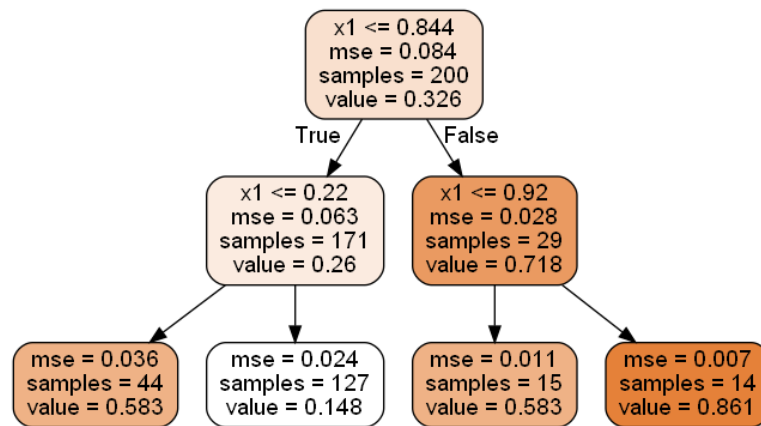 x1 <= 0.844
mse = 0.084
samples = 200
value = 0.326
True
False
x1 <= 0.22
mse = 0.063
samples = 171
value = 0.26
x1 <= 0.92
mse = 0.028
samples = 29
value = 0.718
mse = 0.036
samples = 44
value = 0.583
mse = 0.024
samples = 127
value = 0.148
mse = 0.011
samples = 15
value = 0.583
mse = 0.007
samples = 14
value = 0.861